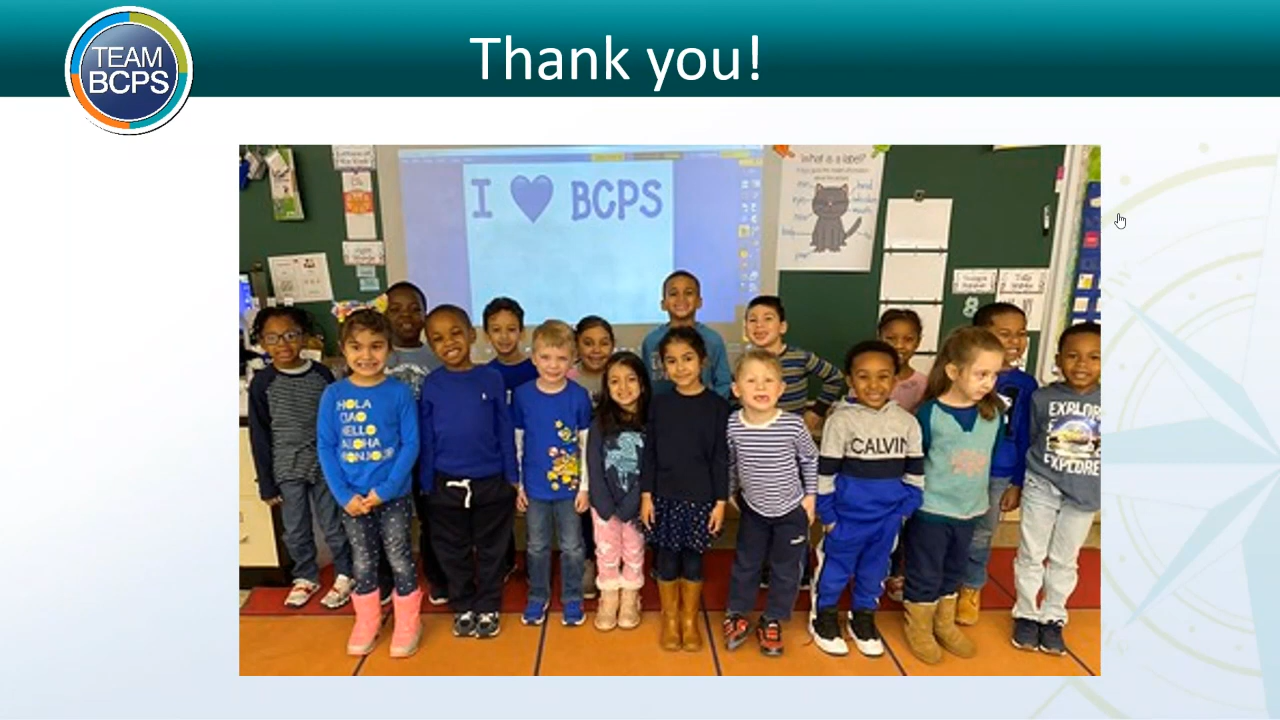 TEAM
BCPS
Thank you!
I BCPS
What is a label?
HOLA
CIAO
HELLO
ALOHA
BONJOUR
CALVIN
EXPLORE
EXPLORE